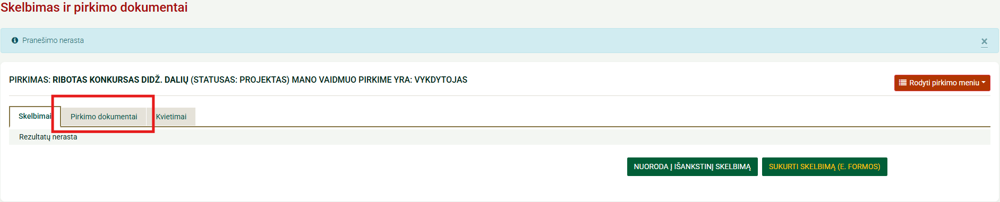 Skelbimas ir pirkimo dokumentai
Pranešimo nerasta
×
PIRKIMAS: RIBOTAS KONKURSAS DIDŽ. DALIŲ (STATUSAS: PROJEKTAS) MANO VAIDMUO PIRKIME YRA: VYKDYTOJAS
Rodyti pirkimo meniu
Skelbimai Pirkimo dokumentai Kvietimai
Rezultatų nerasta
NUORODA Į IŠANKSTINĮ SKELBIMĄ SUKURTI SKELBIMĄ (E. FORMOS)